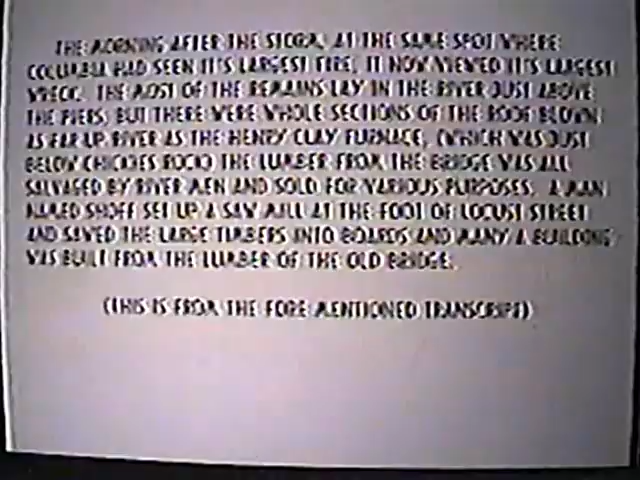 THE MORNING AFTER THE STORM, AT THE SAME SPOT WHERE
COLUMBIA HAD SEEN IT'S LARGEST FIRE, IT NOW VIEWED IT'S LARGEST
WRECK. THE MOST OF THE REMAINS LAY IN THE RIVER JUST ABOVE
THE PIERS, BUT THERE WERE WHOLE SECTIONS OF THE ROOF BLOWN
AS FAR UP RIVER AS THE HENRY CLAY FURNACE, (WHICH WAS JUST
BELOW CHICKIES ROCK) THE LUMBER FROM THE BRIDGE WAS ALL
SALVAGED BY RIVER MEN AND SOLD FOR VARIOUS PURPOSES. A MAN
NAMED SHOFF SET UP A SAW MILL AT THE FOOT OF LOCUST STREET
AND SAWED THE LARGE TIMBERS INTO BOARDS AND MANY A BUILDING
WAS BUILT FROM THE LUMBER OF THE OLD BRIDGE.
(THIS IS FROM THE FORE MENTIONED TRANSCRIPT)